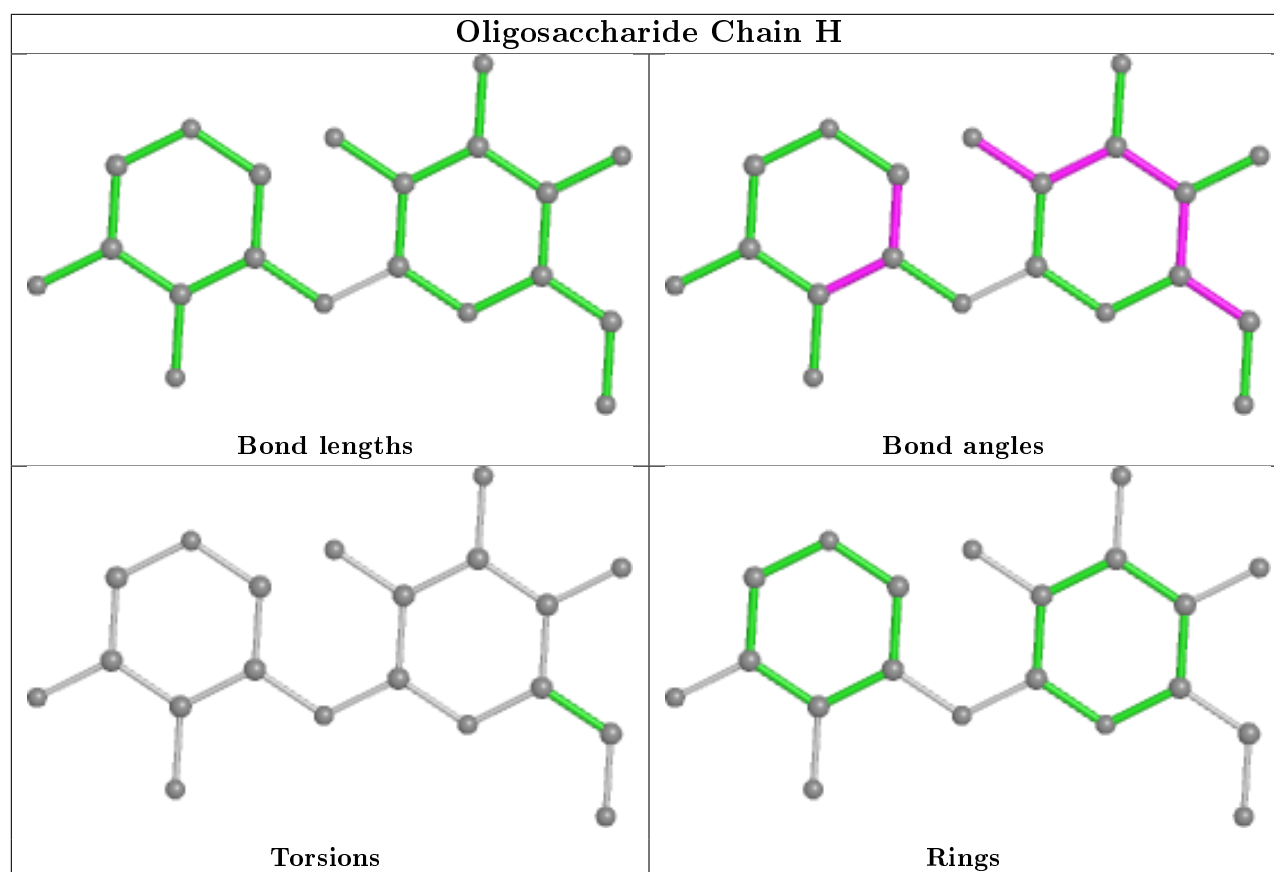 Oligosaccharide Chain H
Bond lengths
Bond angles
Torsions
Rings